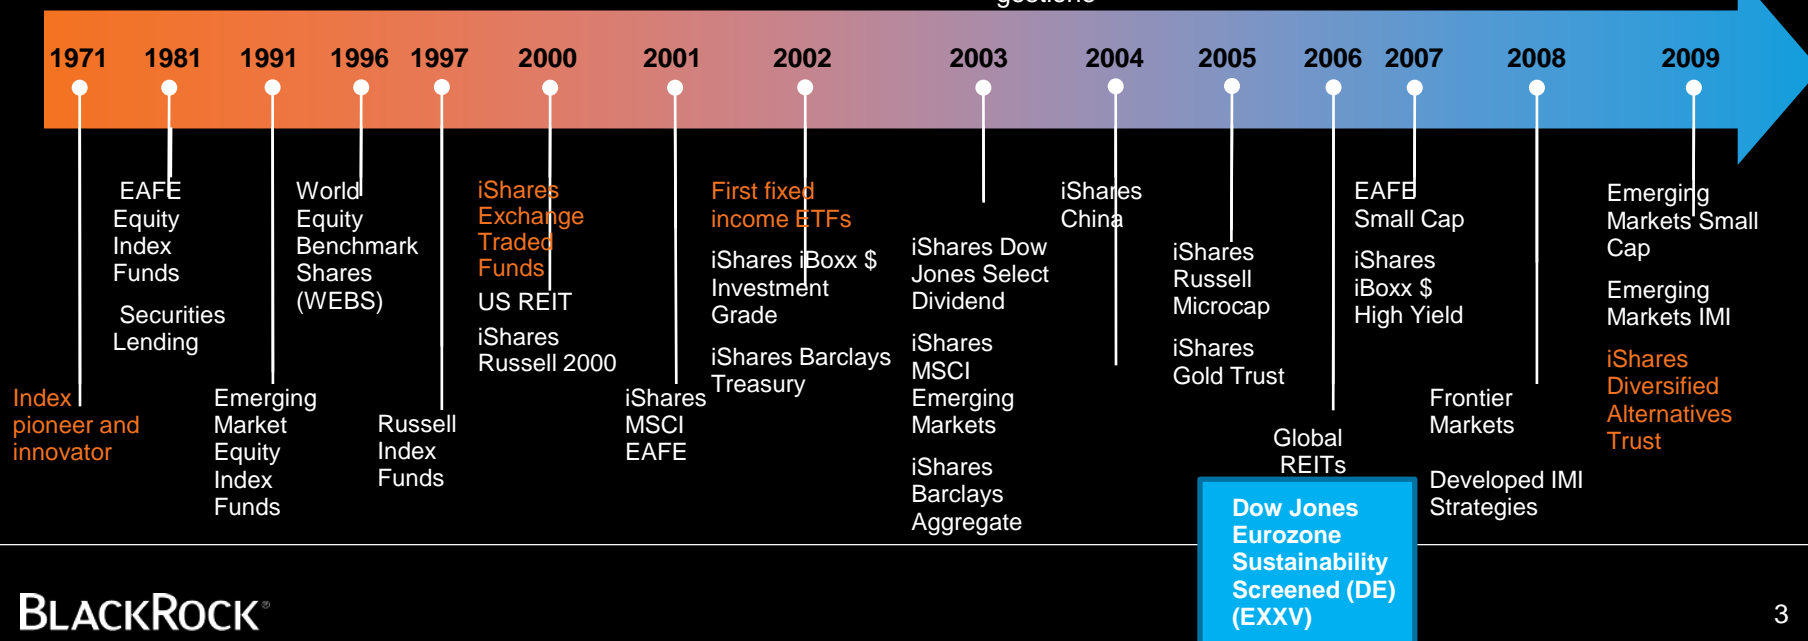 gestione
1971 1981 1991 1996 1997 2000 2001 2002 2003 2004 2005 2006 2007 2008 2009
Index
pioneer and
innovator
EAFE
Equity
Index
Funds
Securities
Lending
Emerging
Market
Equity
Index
Funds
World
Equity
Benchmark
Shares
(WEBS)
Russell
Index
Funds
iShares
Exchange
Traded
Funds
US REIT
iShares
Russell 2000
iShares
MSCI
EAFE
First fixed
income ETFs
iShares iBoxx $
Investment
Grade
iShares Barclays
Treasury
iShares Dow
Jones Select
Dividend
iShares
MSCI
Emerging
Markets
iShares
Barclays
Aggregate
iShares
China
iShares
Russell
Microcap
iShares
Gold Trust
Global
REITs
Dow Jones
Eurozone
Sustainability
Screened (DE)
(EXXV)
EAFE
Small Cap
iShares
iBoxx $
High Yield
Frontier
Markets
Developed IMI
Strategies
Emerging
Markets Small
Cap
Emerging
Markets IMI
iShares
Diversified
Alternatives
Trust
BLACKROCK®
3